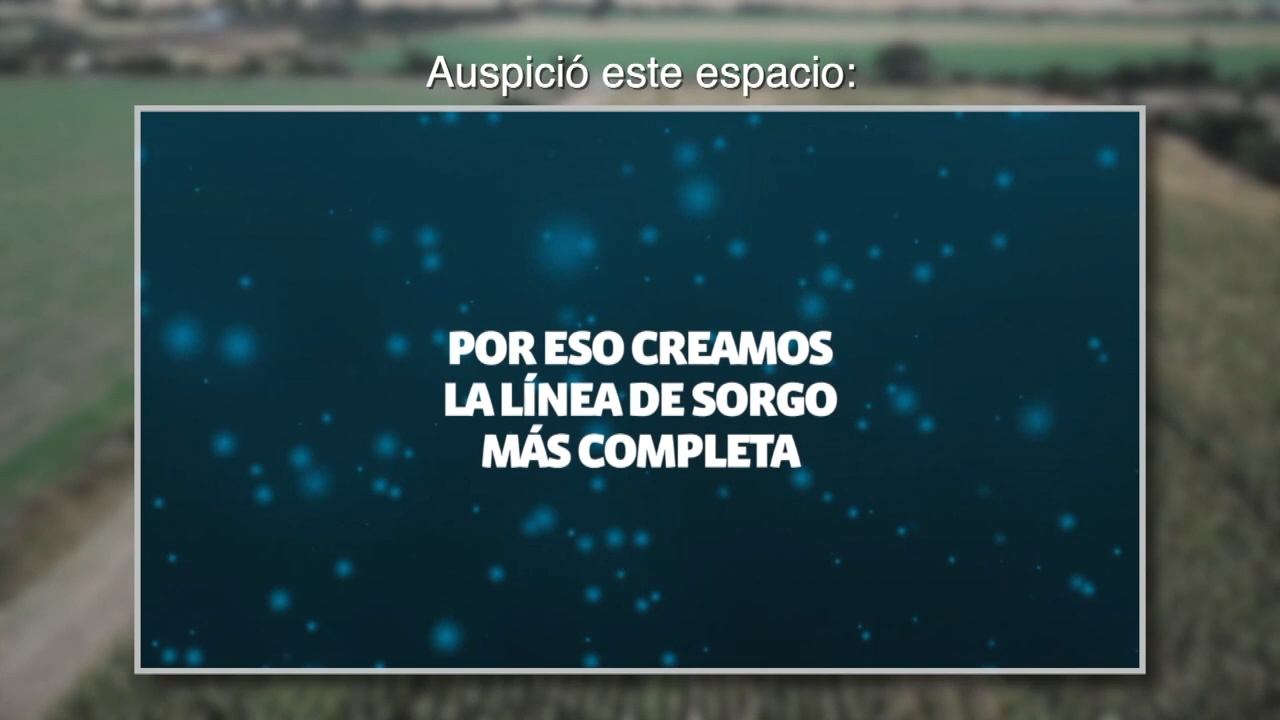 Auspició este espacio:
POR ESO CREAMOS
LA LÍNEA DE SORGO
MÁS COMPLETA